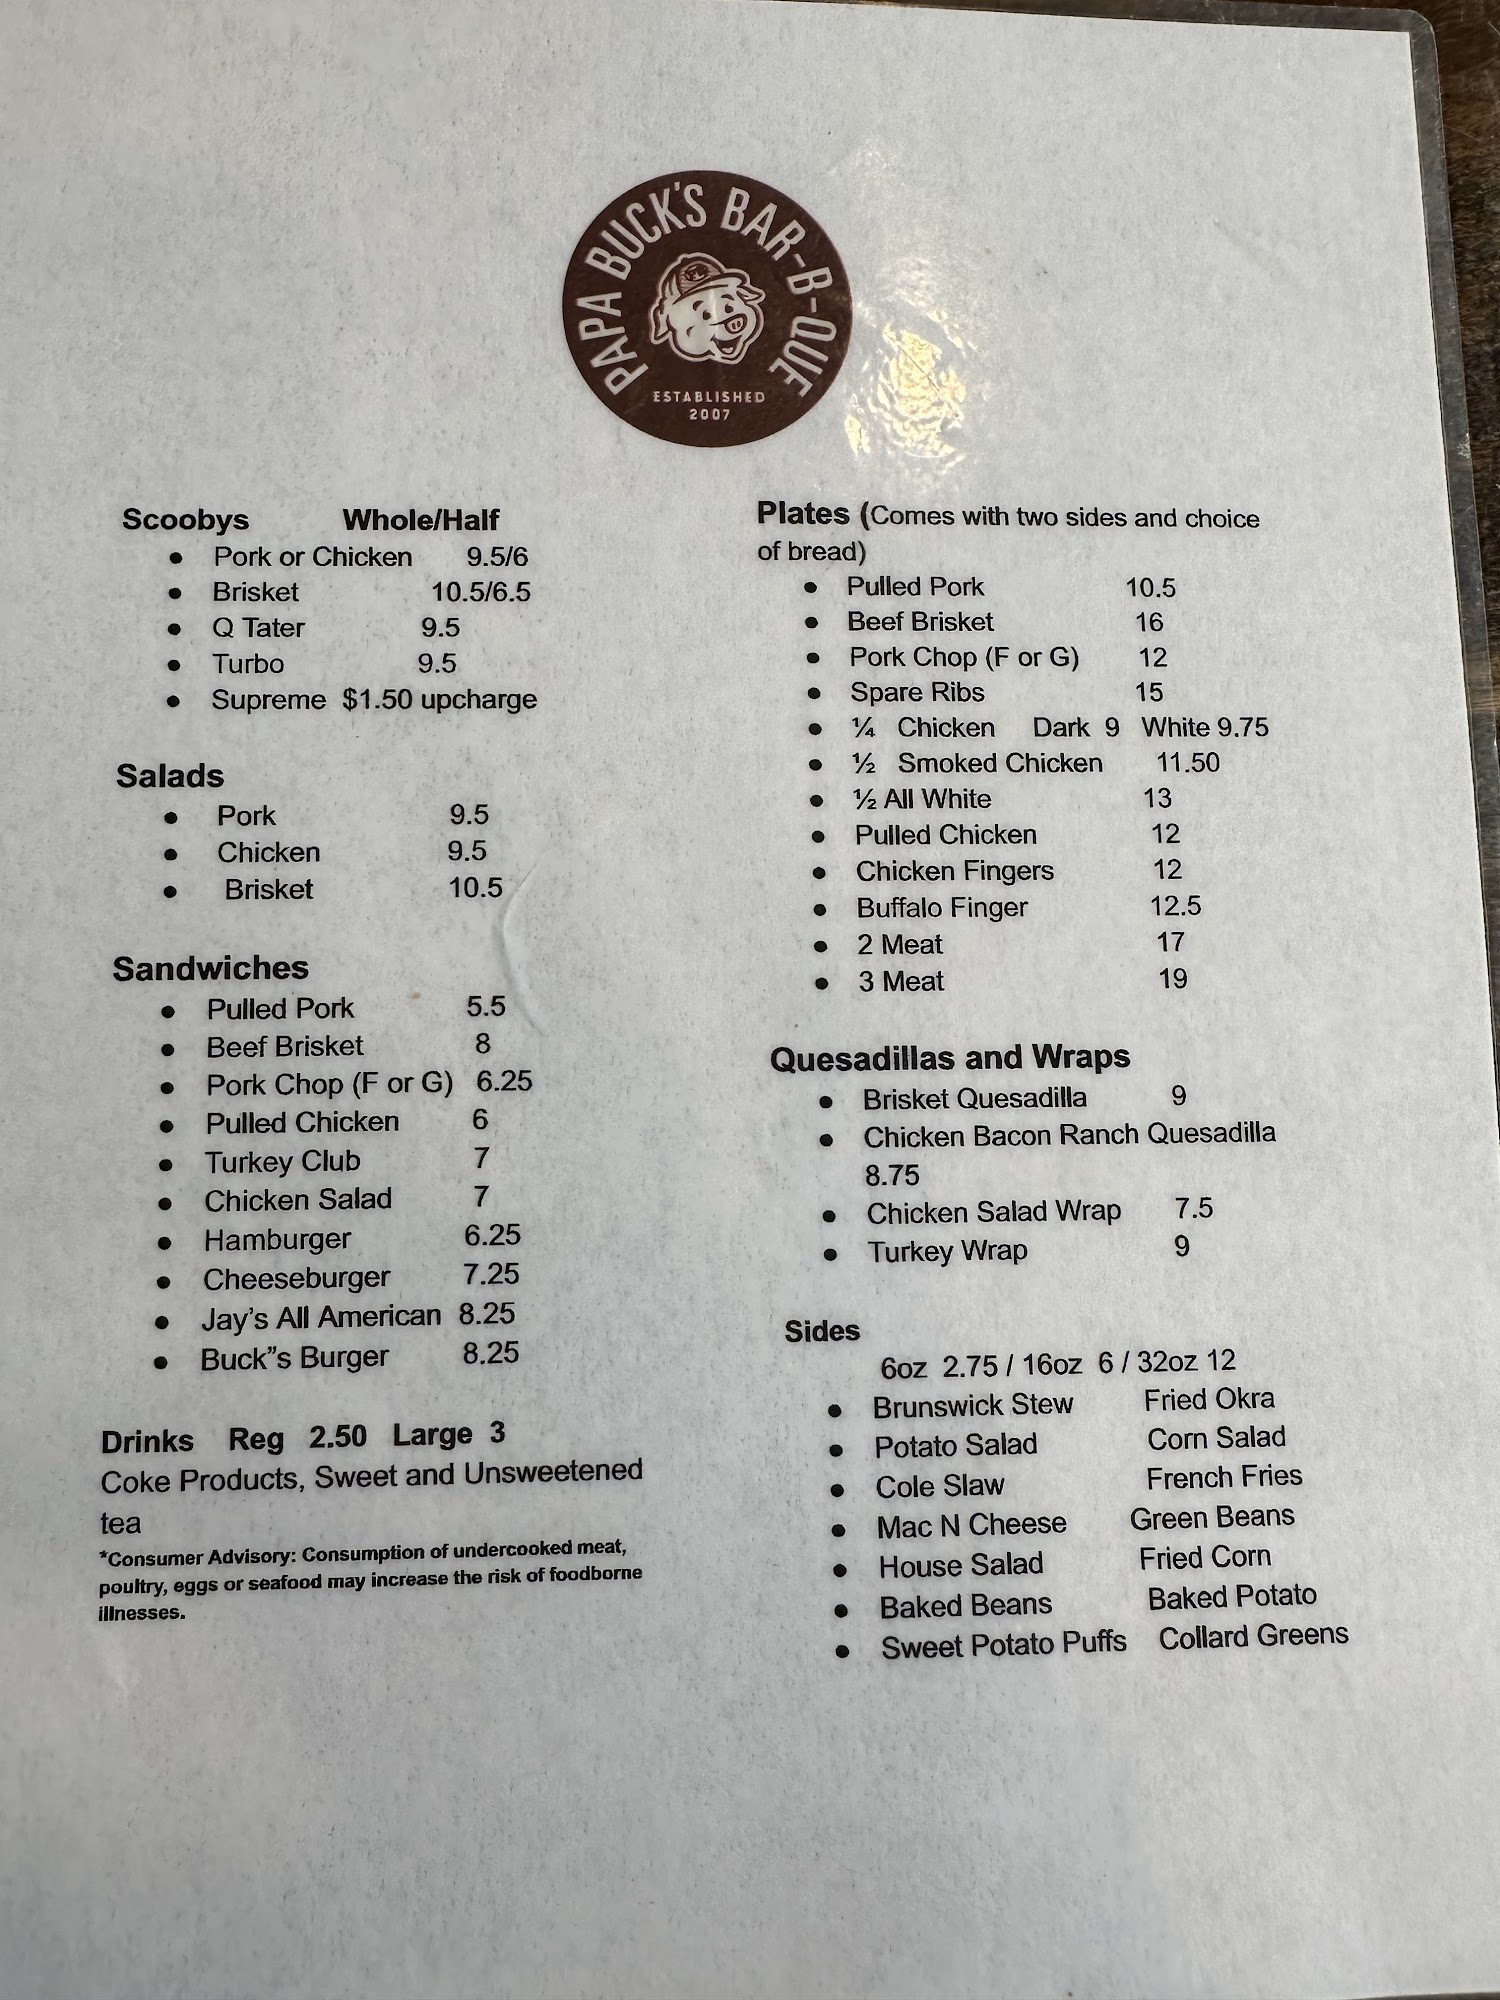 PAPA BUCK'S BAR-B-QUE
ESTABLISHED
2007
Scoobys Whole/Half
• Pork or Chicken 9.5/6
• Brisket 10.5/6.5
• Q Tater 9.5
• Turbo 9.5
• Supreme $1.50 upcharge
Salads
• Pork 9.5
• Chicken 9.5
• Brisket 10.5
Sandwiches
• Pulled Pork 5.5
• Beef Brisket 8
• Pork Chop (F or G) 6.25
• Pulled Chicken 6
• Turkey Club 7
• Chicken Salad 7
• Hamburger 6.25
• Cheeseburger 7.25
• Jay's All American 8.25
• Buck"s Burger 8.25
Drinks Reg 2.50 Large 3
Coke Products, Sweet and Unsweetened
tea
*Consumer Advisory: Consumption of undercooked meat,
poultry, eggs or seafood may increase the risk of foodborne
illnesses.
Plates (Comes with two sides and choice
of bread)
• Pulled Pork 10.5
• Beef Brisket 16
• Pork Chop (F or G) 12
• Spare Ribs 15
• ¼ Chicken Dark 9 White 9.75
• ½ Smoked Chicken 11.50
• ½ All White 13
• Pulled Chicken 12
• Chicken Fingers 12
• Buffalo Finger 12.5
• 2 Meat 17
• 3 Meat 19
Quesadillas and Wraps
• Brisket Quesadilla 9
• Chicken Bacon Ranch Quesadilla
8.75
• Chicken Salad Wrap 7.5
• Turkey Wrap 9
Sides
6oz 2.75 / 16oz 6 / 32oz 12
• Brunswick Stew Fried Okra
• Potato Salad Corn Salad
• Cole Slaw French Fries
• Mac N Cheese Green Beans
• House Salad Fried Corn
• Baked Beans Baked Potato
• Sweet Potato Puffs Collard Greens